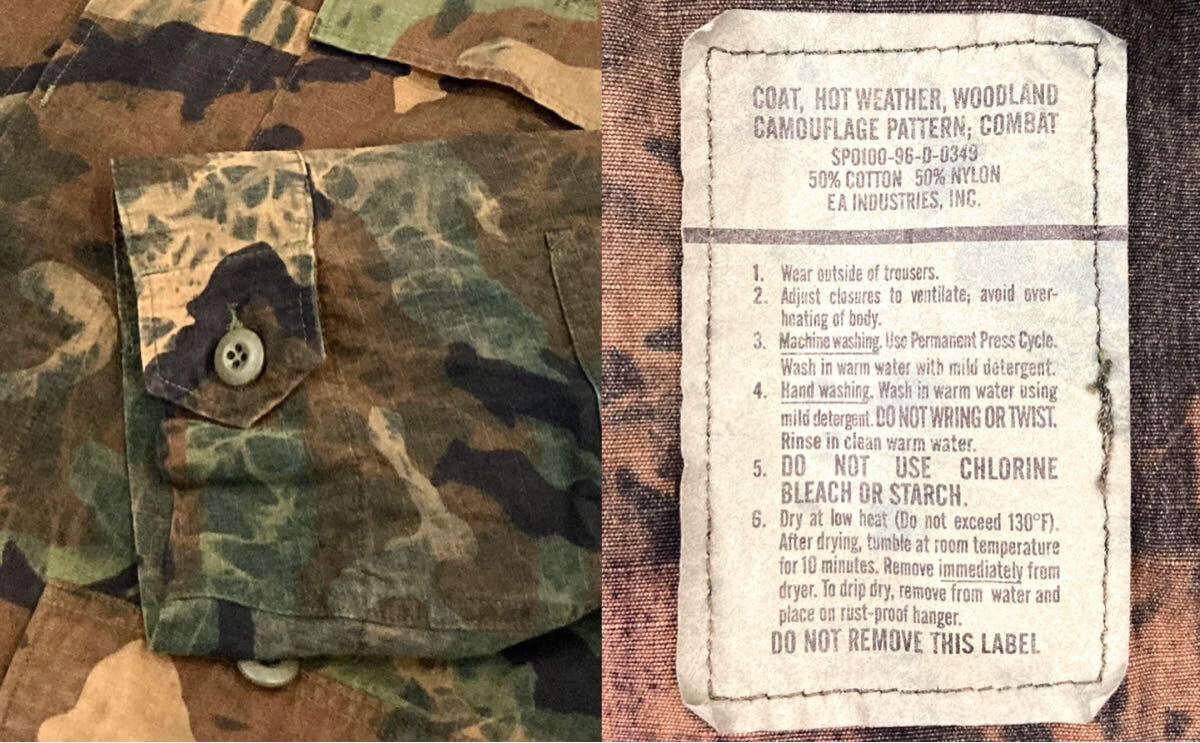 COAT, HOT WEATHER, WOODLAND
CAMOUFLAGE PATTERN; COMBAT
SPO100-96-D-0349
50% COTTON 50% NYLON
EA INDUSTRIES, INC.
1. Wear outside of trousers.
2. Adjust closures to ventilate; avoid over-
heating of body.
3. Machine washing. Use Permanent Press Cycle.
Wash in warm water with mild detergent.
4. Hand washing. Wash in warm water using
mild detergent. DO NOT WRING OR TWIST.
Rinse in clean warm water.
5. DO NOT USE CHLORINE
BLEACH OR STARCH.
6. Dry at low heat (Do not exceed 130°F).
After drying, tumble at room temperature
for 10 minutes. Remove immediately from
dryer. To drip dry, remove from water and
place on rust-proof hanger.
DO NOT REMOVE THIS LABEL